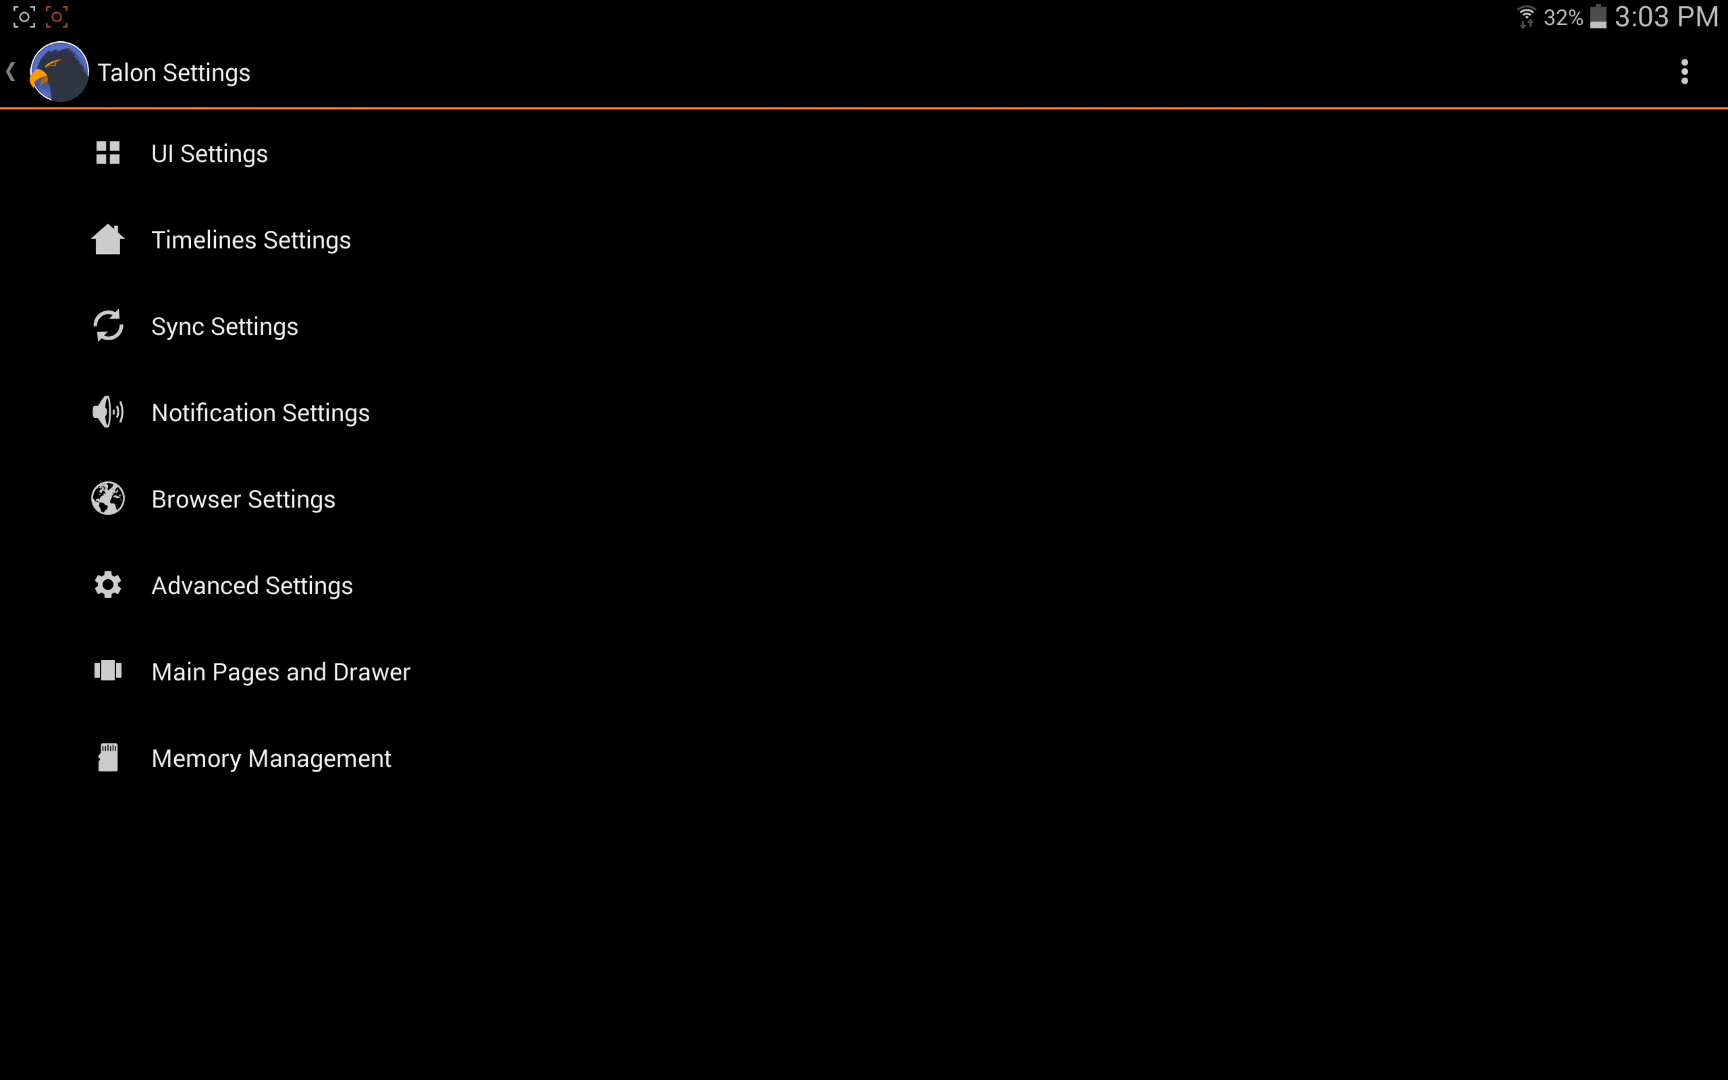 32% 3:03 PM
Talon Settings
UI Settings
Timelines Settings
Sync Settings
Notification Settings
Browser Settings
Advanced Settings
Main Pages and Drawer
Memory Management